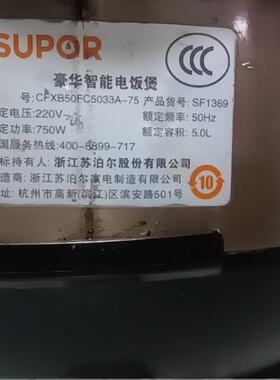 SUPOR
豪华智能电饭煲
号:CFXB50FC5033A-75 产品货号:SF1369
定电压:220V~ 额定频率:50Hz
定功率:750W 额定容积:5.0L
国服务热线:400-8899-717
标持有人:浙江苏泊尔股份有限公司
造商:浙江苏泊尔家电制造有限公司
址:杭州市高新(滨江)区滨安路501号
10